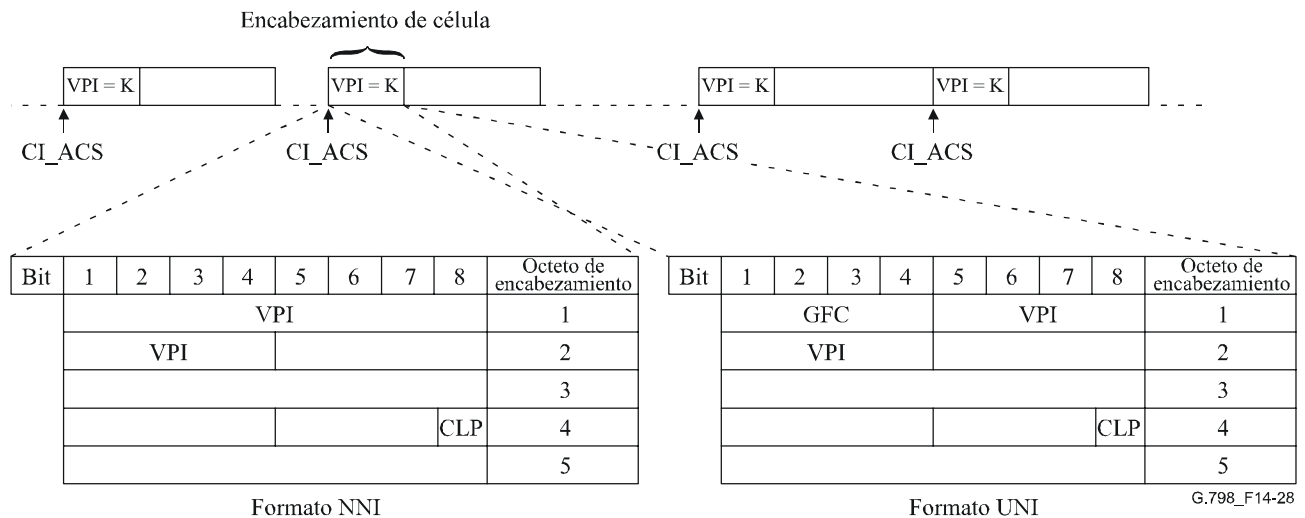 Encabezamiento de célula
VPI = K VPI = K VPI = K VPI = K
CI_ACS CI_ACS CI_ACS CI_ACS
Bit 1 2 3 4 5 6 7 8 Octeto de encabezamiento
VPI 1
VPI 2
3
CLP 4
5
Formato NNI
Bit 1 2 3 4 5 6 7 8 Octeto de encabezamiento
GFC VPI 1
VPI 2
3
CLP 4
5
Formato UNI
G.798_F14-28